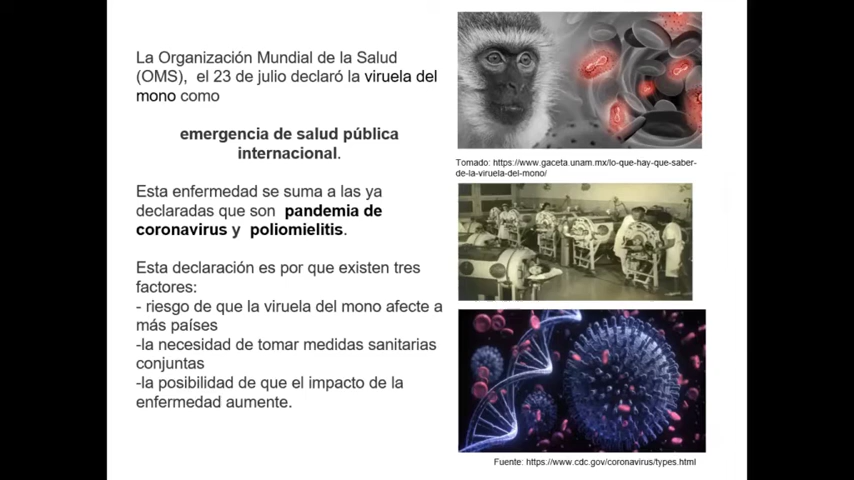 La Organización Mundial de la Salud
(OMS),  el 23 de julio declaró la viruela del
mono como
emergencia de salud pública
internacional.
Esta enfermedad se suma a las ya
declaradas que son  pandemia de
coronavirus y  poliomielitis.
Esta declaración es por que existen tres
factores:
- riesgo de que la viruela del mono afecte a
más países
-la necesidad de tomar medidas sanitarias
conjuntas
-la posibilidad de que el impacto de la
enfermedad aumente.
Tomado: https://www.gaceta.unam.mx/lo-que-hay-que-saber-
de-la-viruela-del-mono/
Fuente: https://www.cdc.gov/coronavirus/types.html